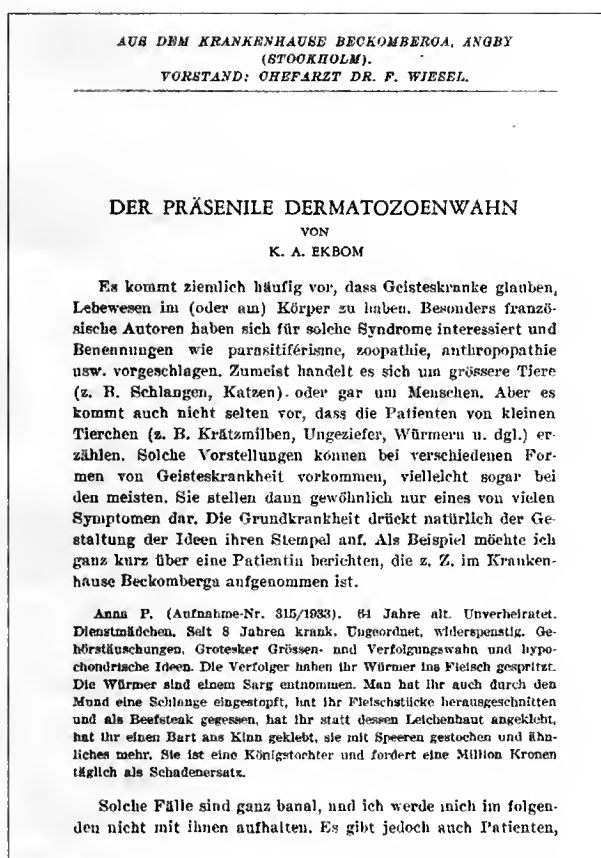 AUS DEM KRANKENHAUSE BECKOMBERGA, ÄNGBY
(STOCKHOLM).
VORSTAND: CHEFARZT DR. F. WIESEL.
DER PRÄSENILE DERMATOZOENWAHN
VON
K. A. EKBOM
Es kommt ziemlich häufig vor, dass Geisteskranke glauben,
Lebewesen im (oder am) Körper zu haben. Besonders franzö-
sische Autoren haben sich für solche Syndrome interessiert und
Benennungen wie parasitiférisme, zoopathie, anthropopathie
usw. vorgeschlagen. Zumeist handelt es sich um grössere Tiere
(z. B. Schlangen, Katzen) oder gar um Menschen. Aber es
kommt auch nicht selten vor, dass die Patienten von kleinen
Tierchen (z. B. Krätzmilben, Ungeziefer, Würmern u. dgl.) er-
zählen. Solche Vorstellungen können bei verschiedenen For-
men von Geisteskrankheit vorkommen, vielleicht sogar bei
den meisten. Sie stellen dann gewöhnlich nur eines von vielen
Symptomen dar. Die Grundkrankheit drückt natürlich der Ge-
staltung der Ideen ihren Stempel auf. Als Beispiel möchte ich
ganz kurz über eine Patientin berichten, die z. Z. im Kranken-
hause Beckomberga aufgenommen ist.
Anna P. (Aufnahme-Nr. 315/1933). 64 Jahre alt. Unverheiratet.
Dienstmädchen. Seit 8 Jahren krank. Ungeordnet, widerspenstig. Ge-
hörstäuschungen. Grotesker Grössen- und Verfolgungswahn und hypo-
chondrische Ideen. Die Verfolger haben ihr Würmer ins Fleisch gespritzt.
Die Würmer sind einem Sarg entnommen. Man hat ihr auch durch den
Mund eine Schlange eingestopft, hat ihr Fleischstücke herausgeschnitten
und als Beefsteak gegessen, hat ihr statt dessen Leichenhaut angeklebt,
hat ihr einen Bart ans Kinn geklebt, sie mit Speeren gestochen und ähn-
liches mehr. Sie ist eine Königstochter und fordert eine Million Kronen
täglich als Schadenersatz.
Solche Fälle sind ganz banal, und ich werde mich im folgen-
den nicht mit ihnen aufhalten. Es gibt jedoch auch Patienten,